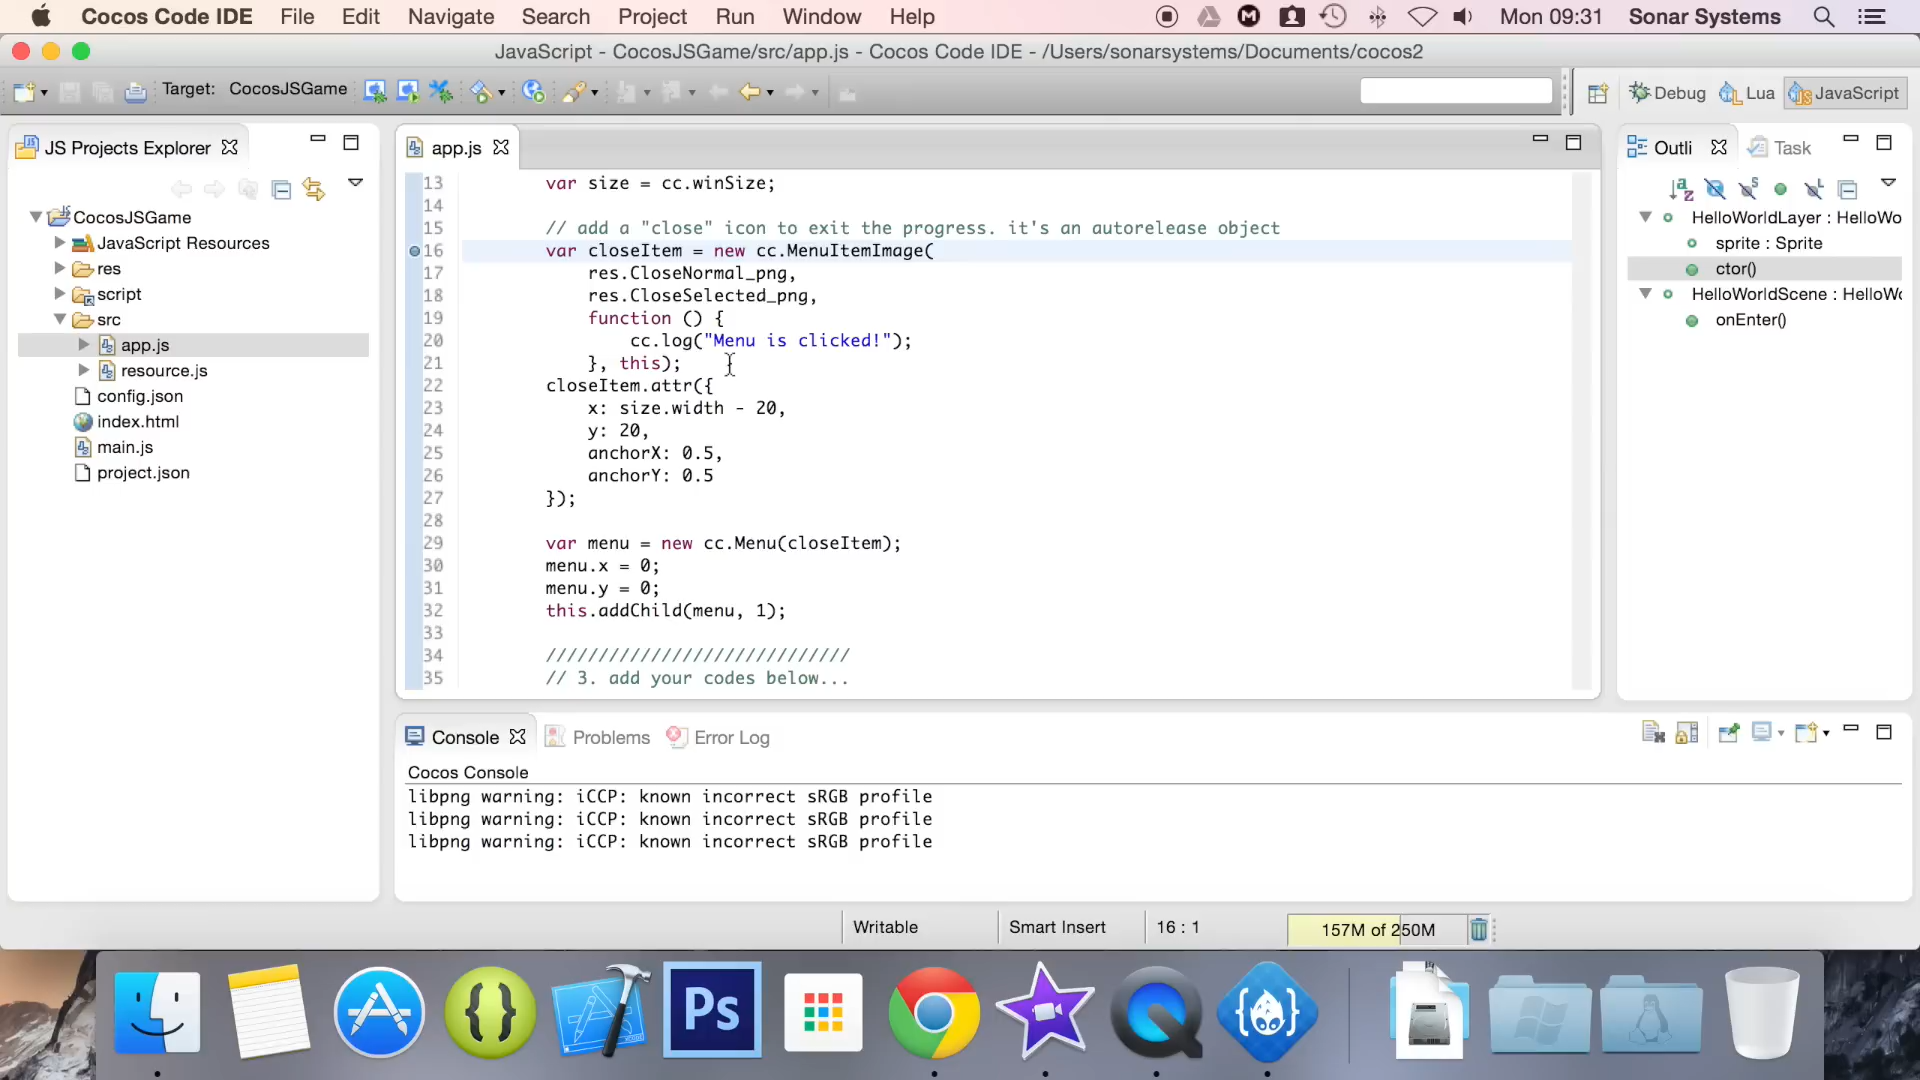 Cocos Code IDE File Edit Navigate Search Project Run Window Help Mon 09:31 Sonar Systems
JavaScript - CocosJSGame/src/app.js - Cocos Code IDE - /Users/sonarsystems/Documents/cocos2
Target: CocosJSGame Debug Lua JavaScript
JS Projects Explorer
CocosJSGame
JavaScript Resources
res
script
src
app.js
resource.js
config.json
index.html
main.js
project.json
app.js
13 var size = cc.winSize;
14
15 // add a "close" icon to exit the progress. it's an autorelease object
16 var closeItem = new cc.MenuItemImage(
17 res.CloseNormal_png,
18 res.CloseSelected_png,
19 function () {
20 cc.log("Menu is clicked!");
21 }, this);
22 closeItem.attr({
23 x: size.width - 20,
24 y: 20,
25 anchorX: 0.5,
26 anchorY: 0.5
27 });
28
29 var menu = new cc.Menu(closeItem);
30 menu.x = 0;
31 menu.y = 0;
32 this.addChild(menu, 1);
33
34 /////////////////////////////
35 // 3. add your codes below...
Outli Task
HelloWorldLayer : HelloWo
sprite : Sprite
ctor()
HelloWorldScene : HelloWo
onEnter()
Console Problems Error Log
Cocos Console
libpng warning: iCCP: known incorrect sRGB profile
libpng warning: iCCP: known incorrect sRGB profile
libpng warning: iCCP: known incorrect sRGB profile
Writable Smart Insert 16 : 1 157M of 250M
Ps